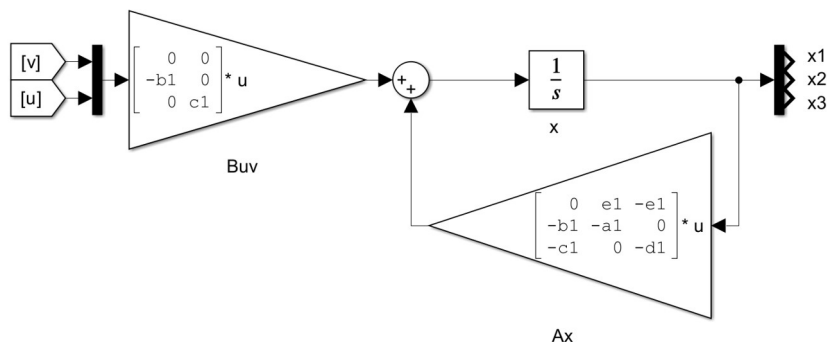 [v]
[u]
0 0
-b1 0 * u
0 c1
Buv
+
+
1
s
x
x1
x2
x3
0 e1 -e1
-b1 -a1 0 * u
-c1 0 -d1
Ax